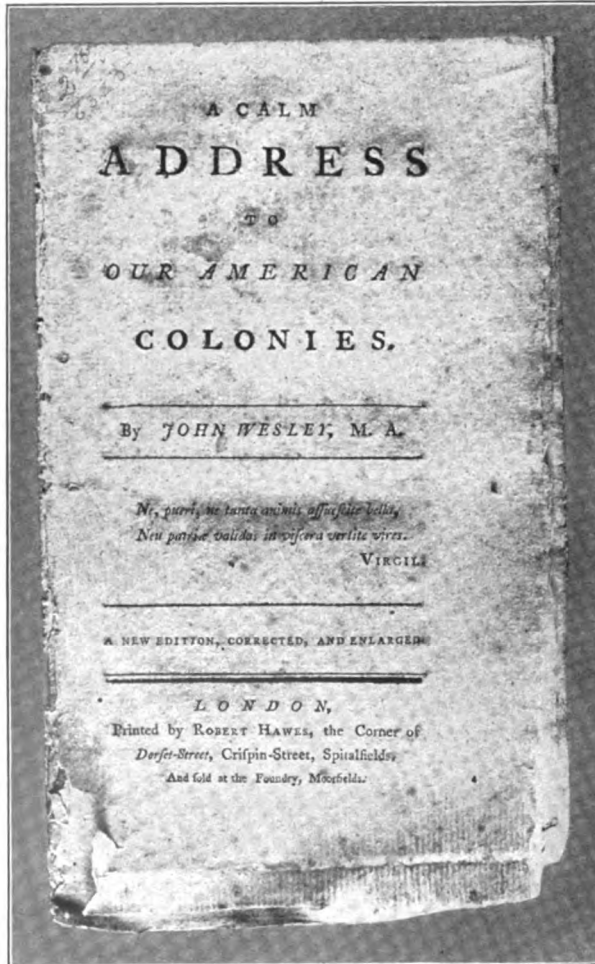 A CALM
ADDRESS
TO
OUR AMERICAN
COLONIES.
By JOHN WESLEY, M. A.
Ne, pueri, ne tanta animis aſſueſcite bella,
Neu patriæ validas in viſcera vertite vires.
VIRGIL.
A NEW EDITION, CORRECTED, AND ENLARGED.
LONDON,
Printed by ROBERT HAWES, the Corner of
Dorſet-Street, Criſpin-Street, Spitalfields.
And ſold at the Foundry, Moorfields.